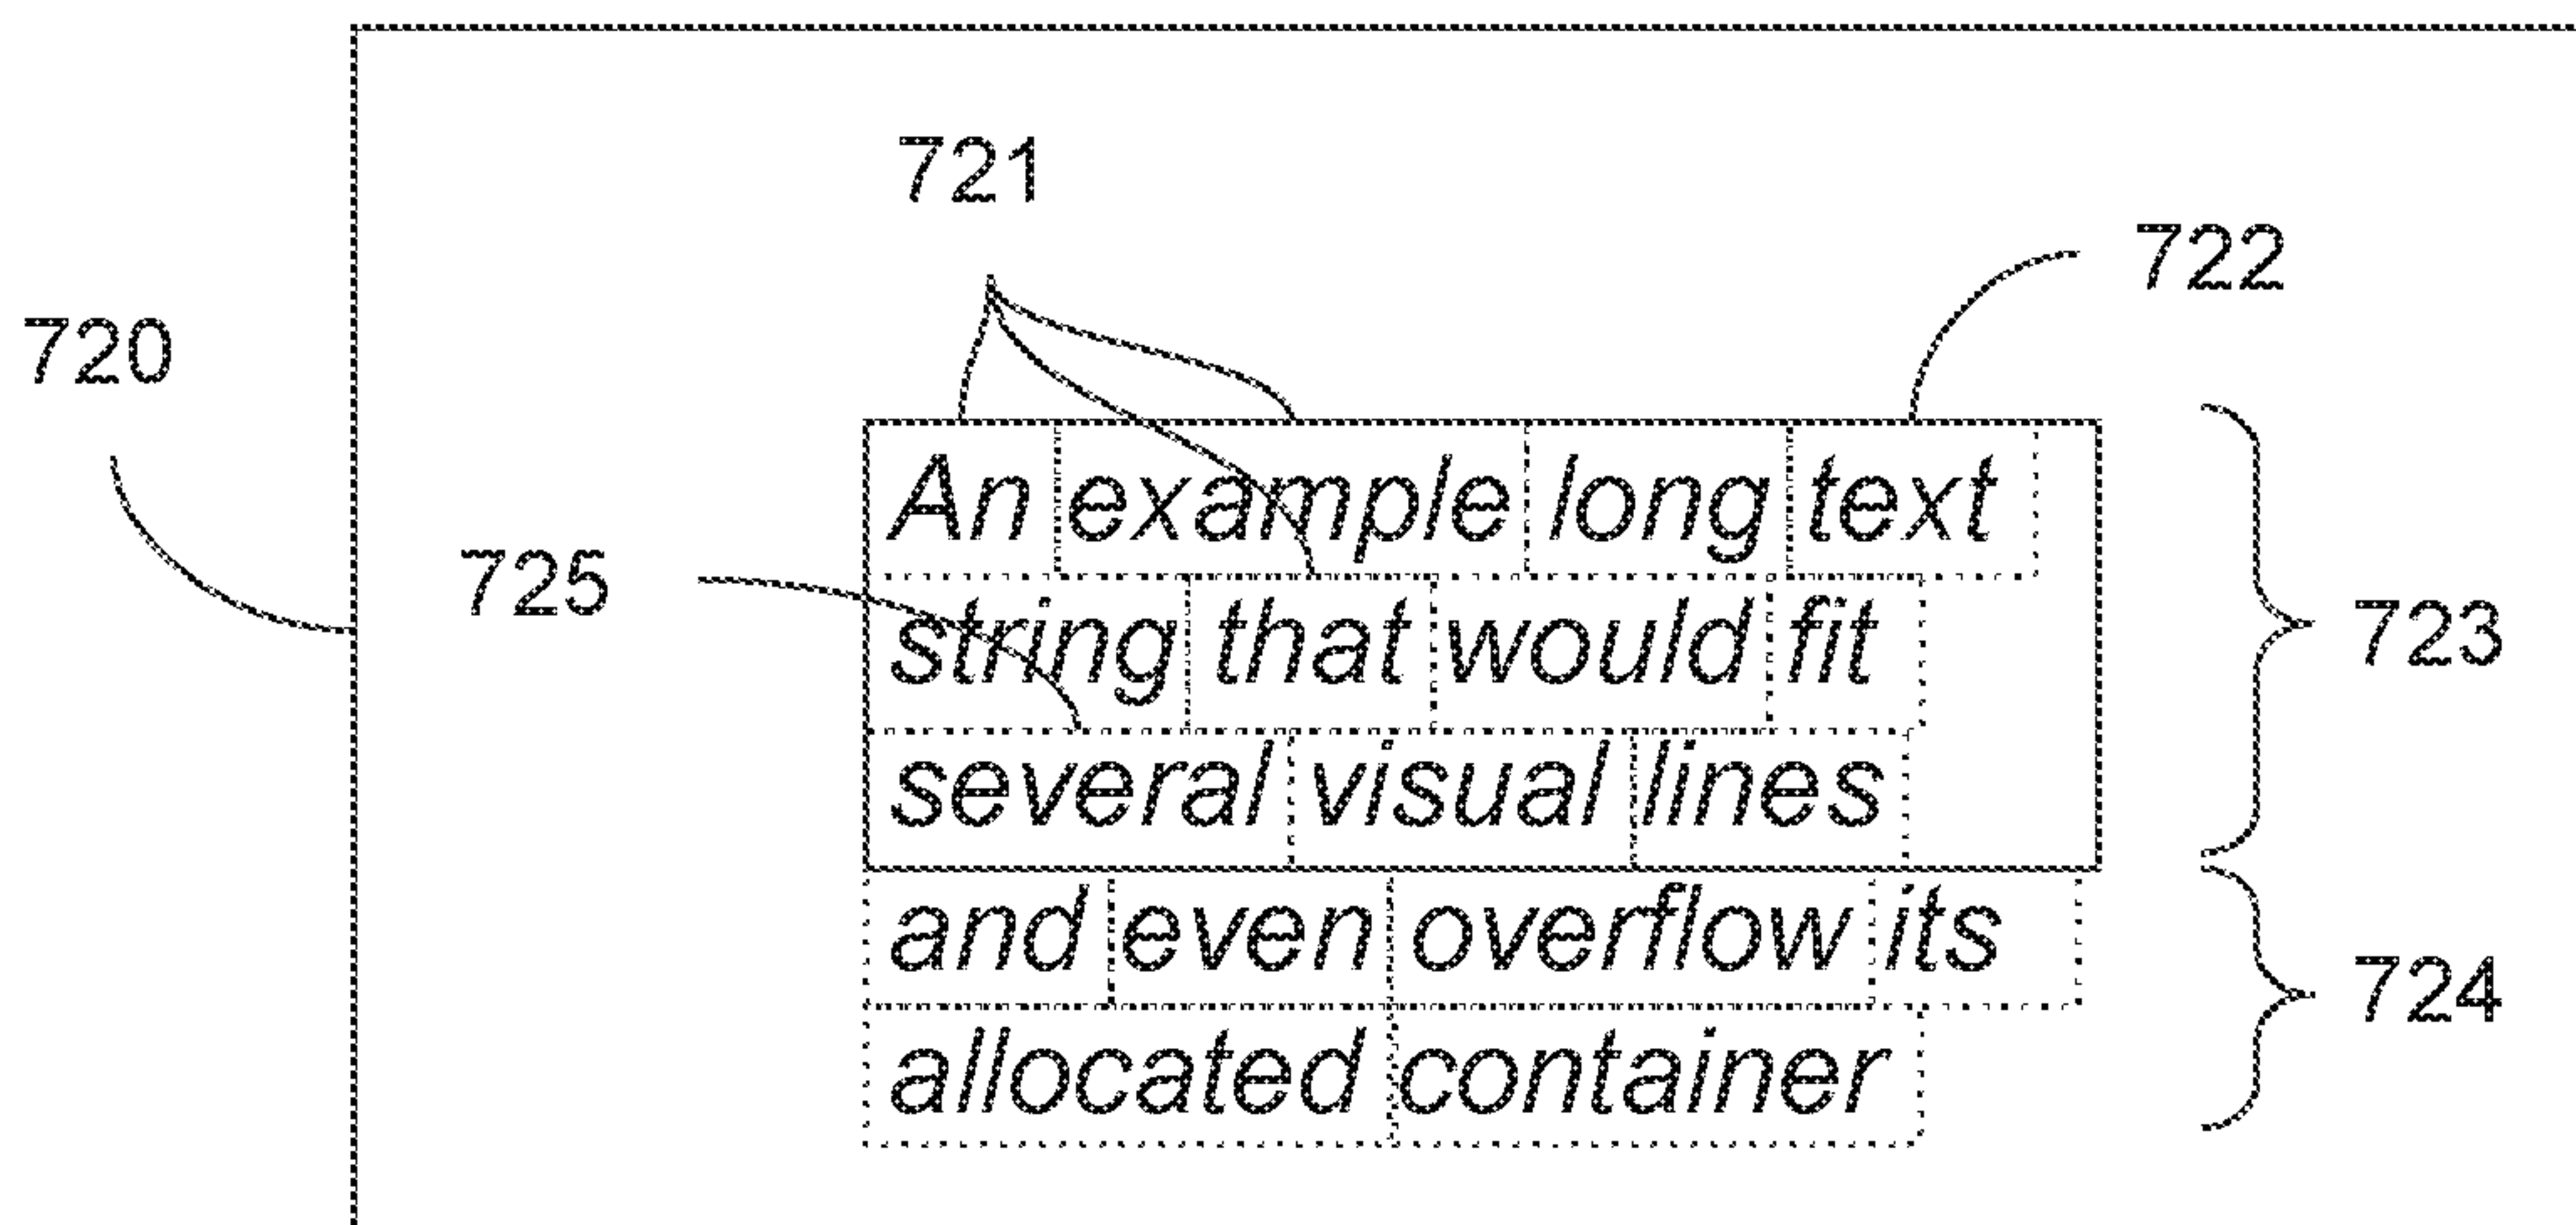 721
722
720
An example long text
725
string that would fit
723
several visual lines
and even overflow its
724
allocated container